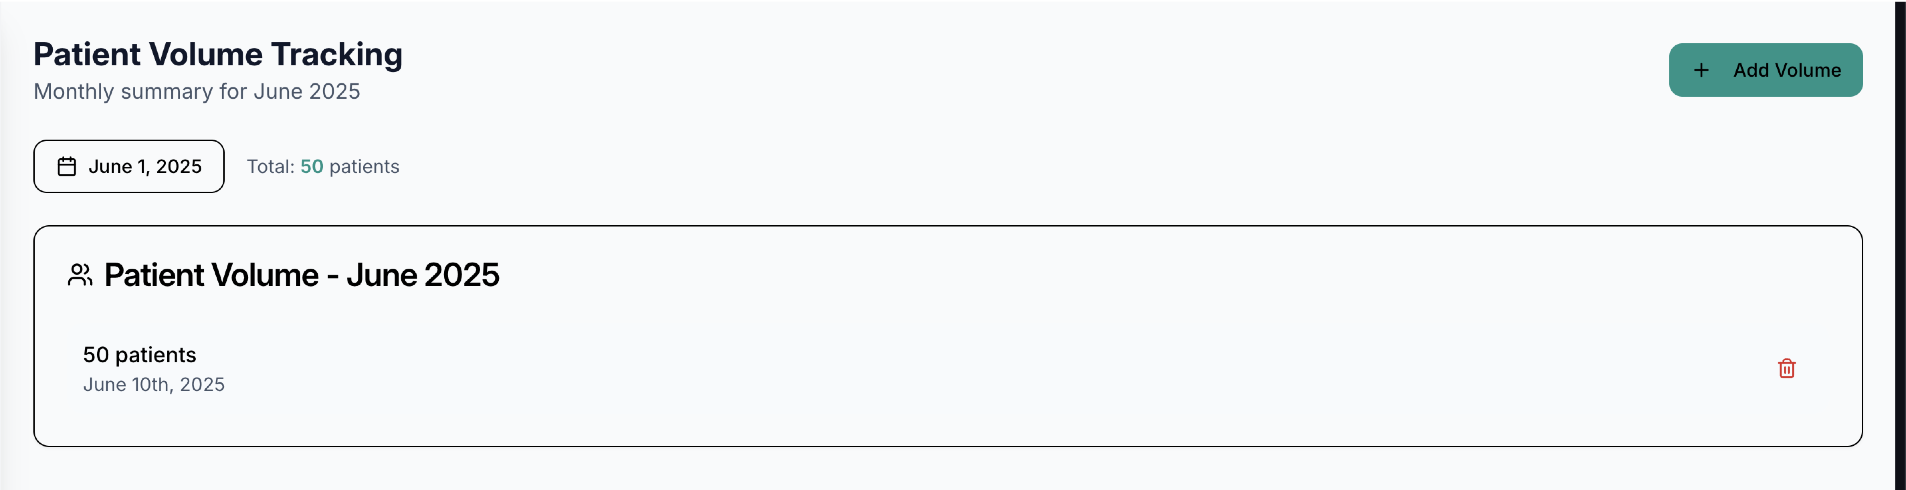 Patient Volume Tracking
Monthly summary for June 2025
+ Add Volume
June 1, 2025
Total: 50 patients
Patient Volume - June 2025
50 patients
June 10th, 2025